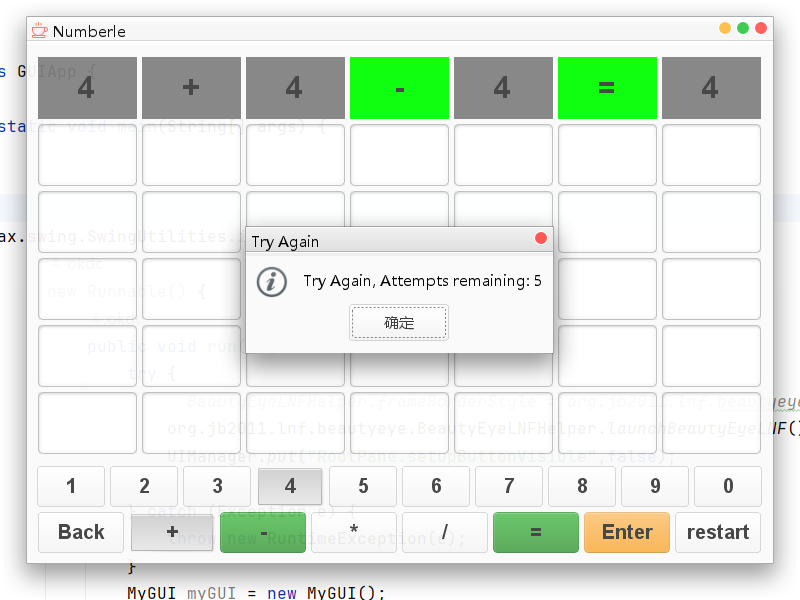 Numberle
s GUIApp {
4 + 4 - 4 = 4
static void main(String[] args) {
ax.swing.SwingUtilities.
Try Again
Try Again, Attempts remaining: 5
确定
new Runnable() {
public void run
try {
BeautyEyeLNFHelper.frameBorderStyle = org.jb2011.lnf.beautyeye
org.jb2011.lnf.beautyeye.BeautyEyeLNFHelper.launchBeautyEyeLNF()
UIManager.put("RootPane.setupButtonVisible",false);
1 2 3 4 5 6 7 8 9 0
} catch (Exception e) {
Back + - * / = Enter restart
throw new RuntimeException(e);
}
MyGUI myGUI = new MyGUI();